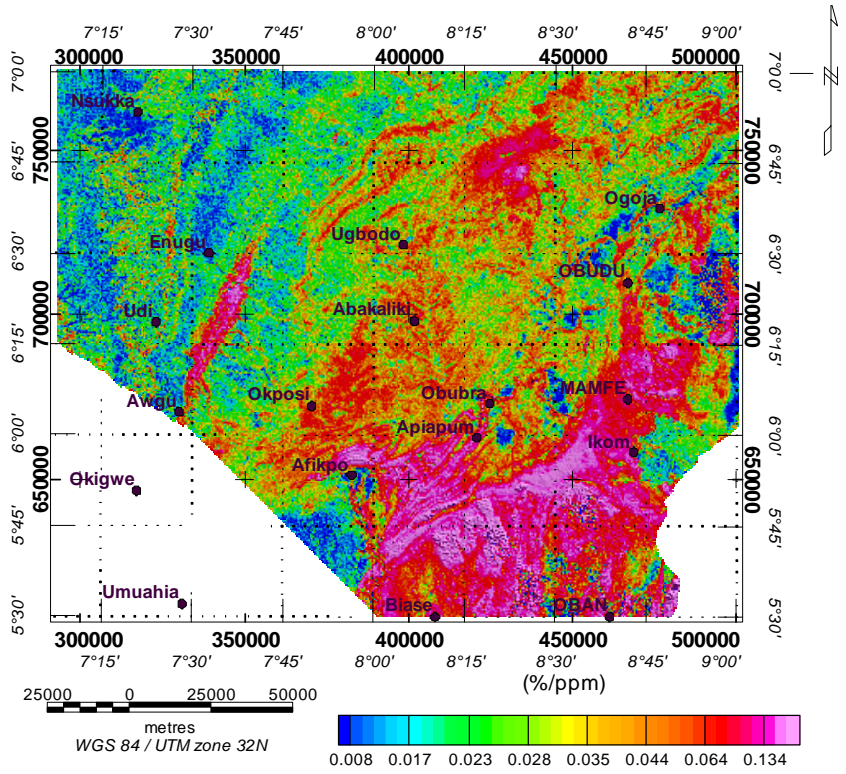 7°15' 7°30' 7°45' 8°00' 8°15' 8°30' 8°45' 9°00'
300000 350000 400000 450000 500000
7°00' 7°0.0'
N
Nsukka
750000 750000
6°45' 6°45'
Ogoja
Ugbodo
Enugu
6°30' 6°30'
OBUDU
Udi Abakaliki
700000 700000
6°15' 6°15'
Awgu Okposi Obubra MAMFE
Apiapum
6°00' 6°00'
Ikom
Afikpo
Okigwe
650000 650000
5°45' 5°45'
Umuahia
Biase OBAN
5°30' 5°30'
300000 350000 400000 450000 500000
7°15' 7°30' 7°45' 8°00' 8°15' 8°30' 8°45' 9°00'
(%/ppm)
25000 0 25000 50000
metres
WGS 84 / UTM zone 32N
0.008 0.017 0.023 0.028 0.035 0.044 0.064 0.134